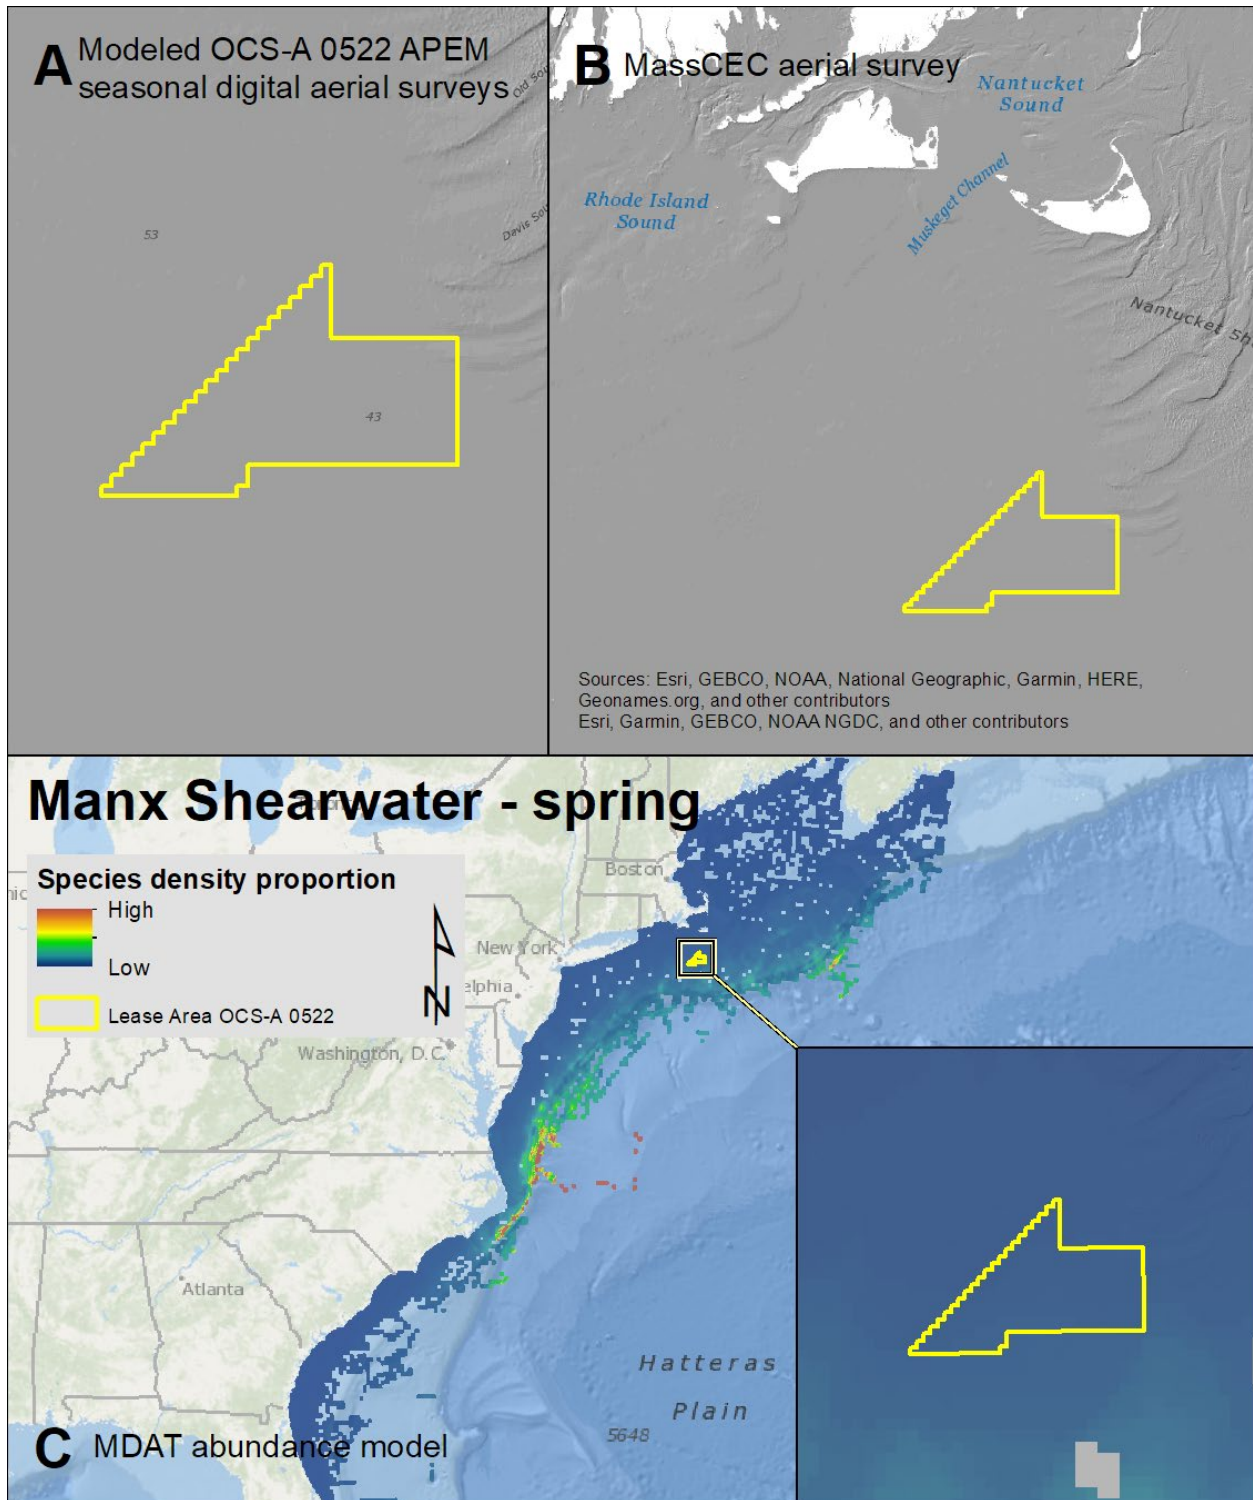 A Modeled OCS-A 0522 APEM
seasonal digital aerial surveys
Old Sou
Davis Sou
53
43
B MassCEC aerial survey
Nantucket
Sound
Rhode Island
Sound
Muskeget Channel
Nantucket Sh
Sources: Esri, GEBCO, NOAA, National Geographic, Garmin, HERE,
Geonames.org, and other contributors
Esri, Garmin, GEBCO, NOAA NGDC, and other contributors
Manx Shearwater - spring
Species density proportion
High
Low
Lease Area OCS-A 0522
N
Boston
New York
elphia
Washington, D.C.
Atlanta
Hatteras
Plain
5648
C MDAT abundance model